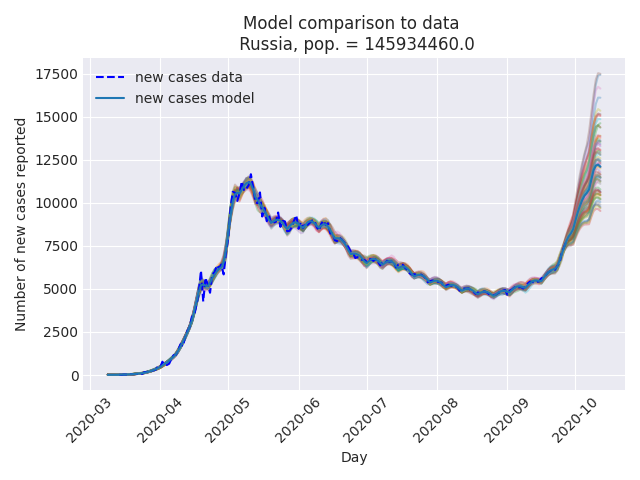 Model comparison to data
Russia, pop. = 145934460.0
new cases data
new cases model
Number of new cases reported
17500
15000
12500
10000
7500
5000
2500
0
2020-03
2020-04
2020-05
2020-06
2020-07
2020-08
2020-09
2020-10
Day